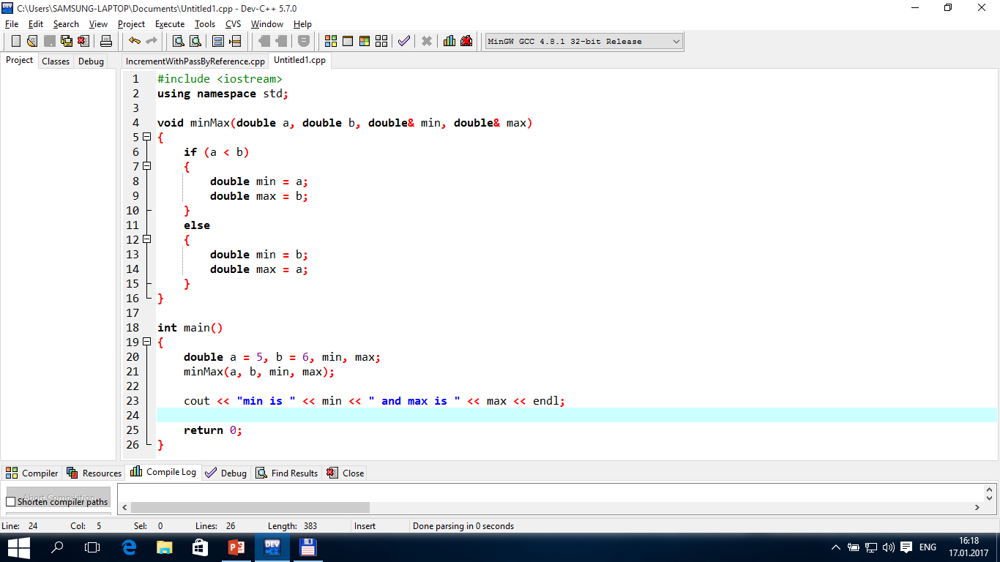 C:\Users\SAMSUNG-LAPTOP\Documents\Untitled1.cpp - Dev-C++ 5.7.0
File Edit Search View Project Execute Tools CVS Window Help
MinGW GCC 4.8.1 32-bit Release
Project Classes Debug
IncrementWithPassByReference.cpp Untitled1.cpp
1 #include <iostream>
2 using namespace std;
3
4 void minMax(double a, double b, double& min, double& max)
5 {
6 if (a < b)
7 {
8 double min = a;
9 double max = b;
10 }
11 else
12 {
13 double min = b;
14 double max = a;
15 }
16 }
17
18 int main()
19 {
20 double a = 5, b = 6, min, max;
21 minMax(a, b, min, max);
22
23 cout << "min is " << min << " and max is " << max << endl;
24
25 return 0;
26 }
Compiler Resources Compile Log Debug Find Results Close
Abort Compilation
Shorten compiler paths
Line: 24 Col: 5 Sel: 0 Lines: 26 Length: 383 Insert Done parsing in 0 seconds
DEV
ENG
16:18
17.01.2017